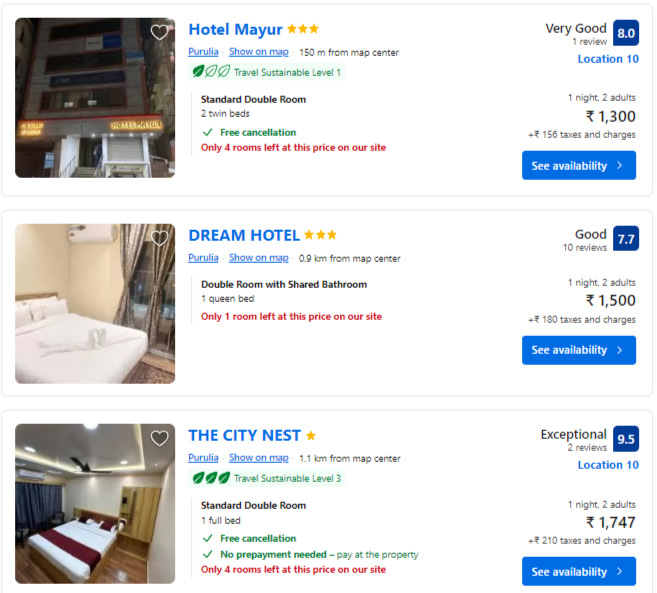 Hotel Mayur
Very Good
8.0
1 review
Purulia · Show on map · 150 m from map center
Location 10
Travel Sustainable Level 1
Standard Double Room
1 night, 2 adults
2 twin beds
₹ 1,300
Free cancellation
+₹ 156 taxes and charges
Only 4 rooms left at this price on our site
See availability
HOTEL MAYUR
DREAM HOTEL
Good
7.7
10 reviews
Purulia · Show on map · 0.9 km from map center
Double Room with Shared Bathroom
1 night, 2 adults
1 queen bed
₹ 1,500
Only 1 room left at this price on our site
+₹ 180 taxes and charges
See availability
THE CITY NEST
Exceptional
9.5
2 reviews
Purulia · Show on map · 1.1 km from map center
Location 10
Travel Sustainable Level 3
Standard Double Room
1 night, 2 adults
1 full bed
₹ 1,747
Free cancellation
+₹ 210 taxes and charges
No prepayment needed – pay at the property
Only 4 rooms left at this price on our site
See availability